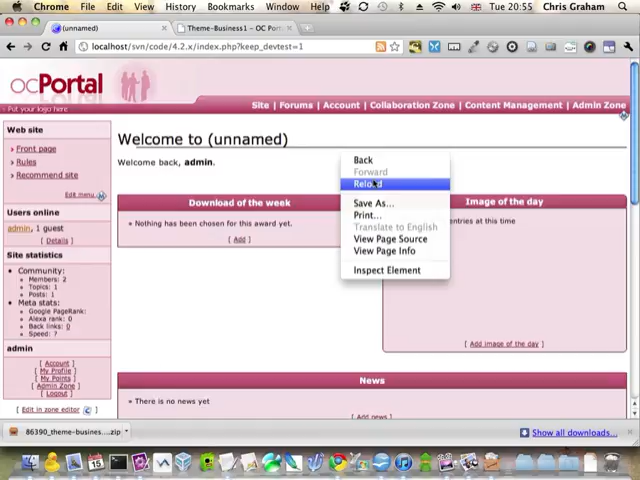 Chrome File Edit View History Bookmarks Window Help Tue 20:55 Chris Graham
(unnamed) Theme-Business1 - OC Port
localhost/svn/code/4.2.x/index.php?keep_devtest=1
ocPortal
Put your logo here
Site | Forums | Account | Collaboration Zone | Content Management | Admin Zone
Web site
Front page
Rules
Recommend site
Edit menu
Users online
admin, 1 guest
[ Details ]
Site statistics
Community:
Members: 2
Topics: 1
Posts: 1
Meta stats:
Google PageRank:
Alexa rank: 0
Back links: 0
Speed: ?
admin
[ Account ]
[ My Profile ]
[ My Points ]
[ Admin Zone ]
[ Logout ]
[ Edit in zone editor ]
Welcome to (unnamed)
Welcome back, admin.
Download of the week
» Nothing has been chosen for this award yet.
[ Add ]
Back
Forward
Reload
Save As...
Print...
Translate to English
View Page Source
View Page Info
Inspect Element
Image of the day
entries at this time
[ Add image of the day ]
News
» There is no news yet
[ Add news ]
86390_theme-busines....zip
Show all downloads...